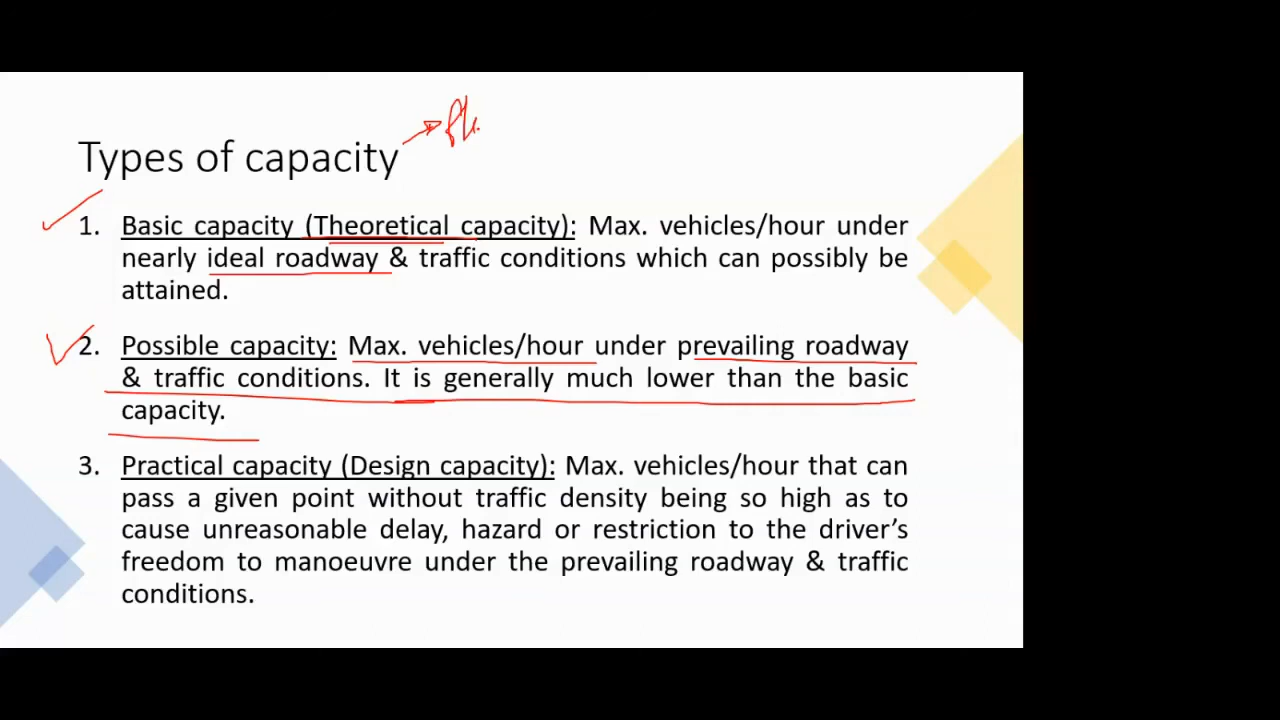 Types of capacity
1. Basic capacity (Theoretical capacity): Max. vehicles/hour under
nearly ideal roadway & traffic conditions which can possibly be
attained.
2. Possible capacity: Max. vehicles/hour under prevailing roadway
& traffic conditions. It is generally much lower than the basic
capacity.
3. Practical capacity (Design capacity): Max. vehicles/hour that can
pass a given point without traffic density being so high as to
cause unreasonable delay, hazard or restriction to the driver’s
freedom to manoeuvre under the prevailing roadway & traffic
conditions.